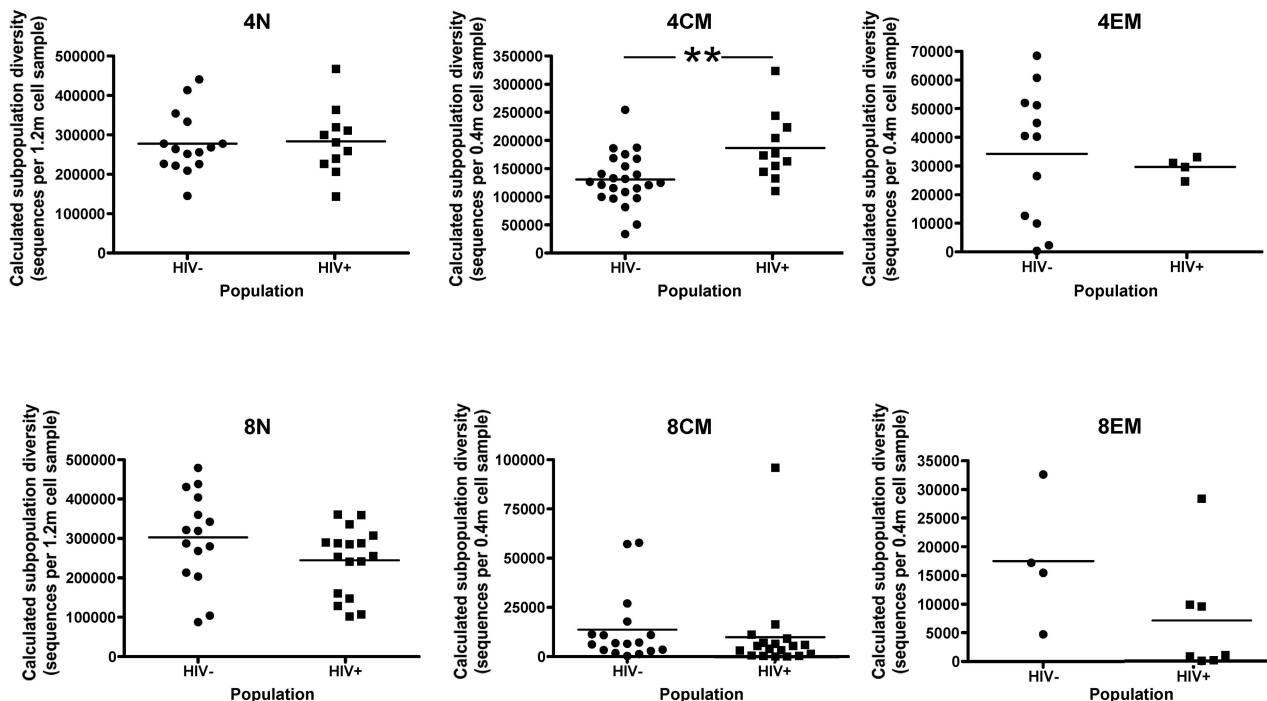 4N
Calculated subpopulation diversity
(sequences per 1.2m cell sample)
500000
400000
300000
200000
100000
0
HIV-
HIV+
Population
4CM
Calculated subpopulation diversity
(sequences per 0.4m cell sample)
350000
300000
250000
200000
150000
100000
50000
0
**
HIV-
HIV+
Population
4EM
Calculated subpopulation diversity
(sequences per 0.4m cell sample)
70000
60000
50000
40000
30000
20000
10000
0
HIV-
HIV+
Population
8N
Calculated subpopulation diversity
(sequences per 1.2m cell sample)
500000
400000
300000
200000
100000
0
HIV-
HIV+
Population
8CM
Calculated subpopulation diversity
(sequences per 0.4m cell sample)
100000
75000
50000
25000
0
HIV-
HIV+
Population
8EM
Calculated subpopulation diversity
(sequences per 0.4m cell sample)
35000
30000
25000
20000
15000
10000
5000
0
HIV-
HIV+
Population